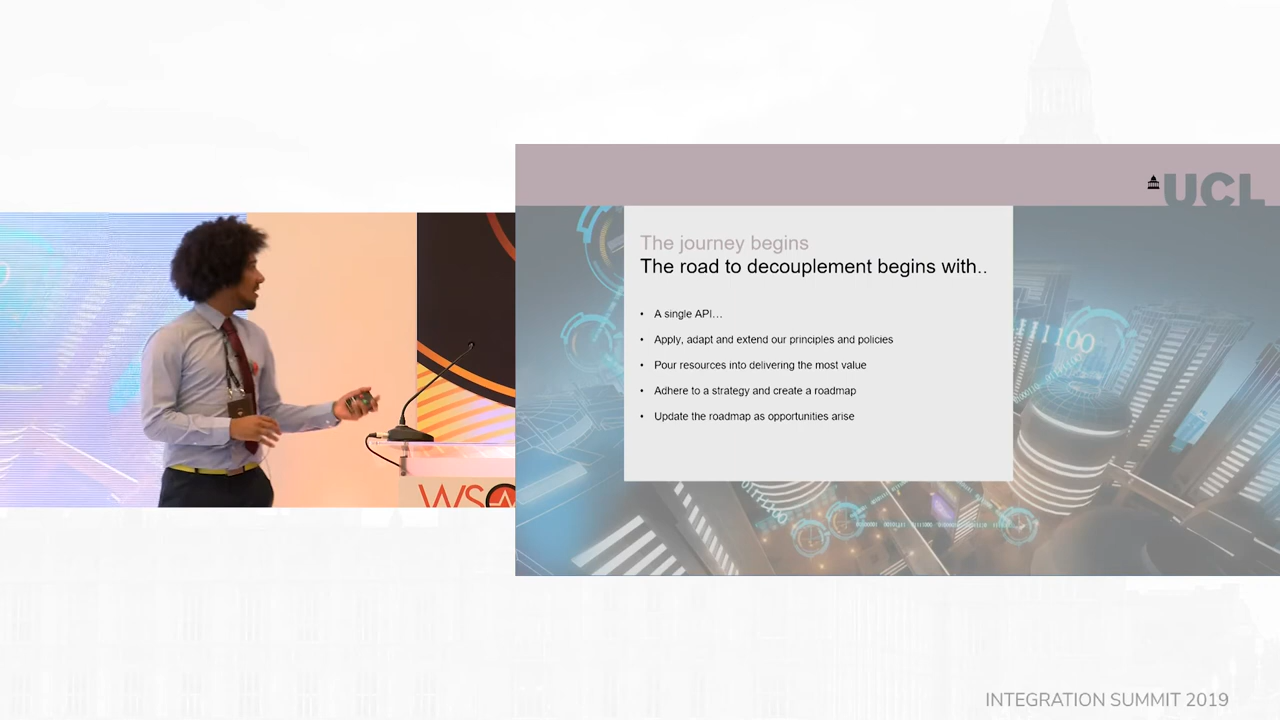 UCL
The journey begins
The road to decouplement begins with..
• A single API…
• Apply, adapt and extend our principles and policies
• Pour resources into delivering the most value
• Adhere to a strategy and create a roadmap
• Update the roadmap as opportunities arise
111100
WS
INTEGRATION SUMMIT 2019